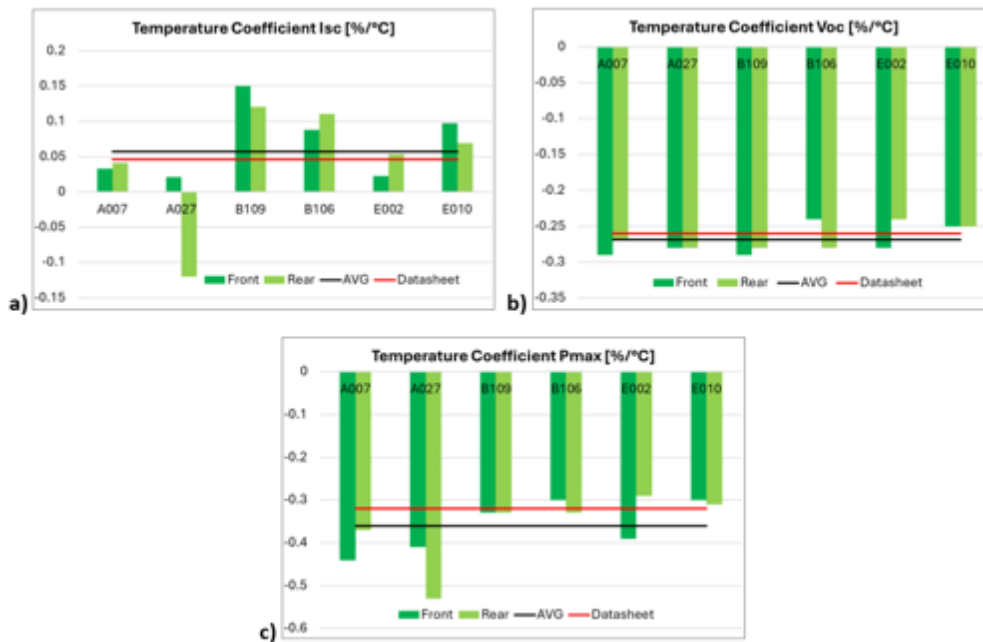 Temperature Coefficient Isc [%/°C]
0.2
0.15
0.1
0.05
0
-0.05
-0.1
-0.15
A007 A027 B109 B106 E002 E010
Front Rear AVG Datasheet
a)
Temperature Coefficient Voc [%/°C]
0
-0.05
-0.1
-0.15
-0.2
-0.25
-0.3
-0.35
A007 A027 B109 B106 E002 E010
Front Rear AVG Datasheet
b)
Temperature Coefficient Pmax [%/°C]
0
-0.1
-0.2
-0.3
-0.4
-0.5
-0.6
A007 A027 B109 B106 E002 E010
Front Rear AVG Datasheet
c)